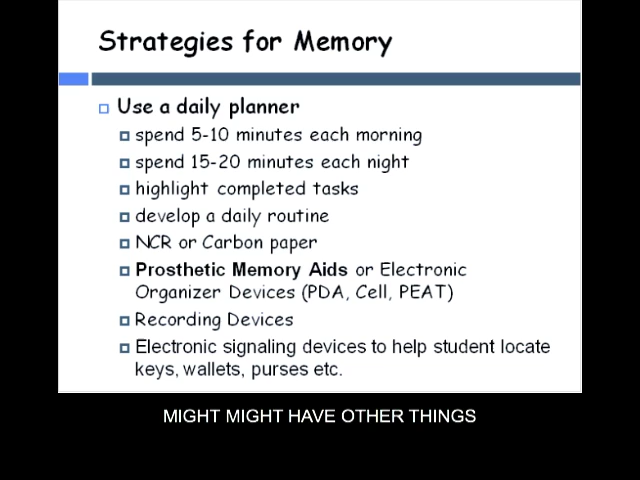 Strategies for Memory
Use a daily planner
spend 5-10 minutes each morning
spend 15-20 minutes each night
highlight completed tasks
develop a daily routine
NCR or Carbon paper
Prosthetic Memory Aids or Electronic
Organizer Devices (PDA, Cell, PEAT)
Recording Devices
Electronic signaling devices to help student locate
keys, wallets, purses etc.
MIGHT MIGHT HAVE OTHER THINGS